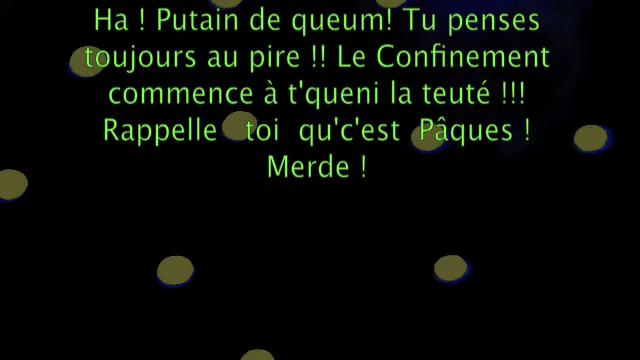 Ha ! Putain de queum! Tu penses
toujours au pire !! Le Confinement
commence à t'queni la teuté !!!
Rappelle toi qu'c'est Pâques !
Merde !